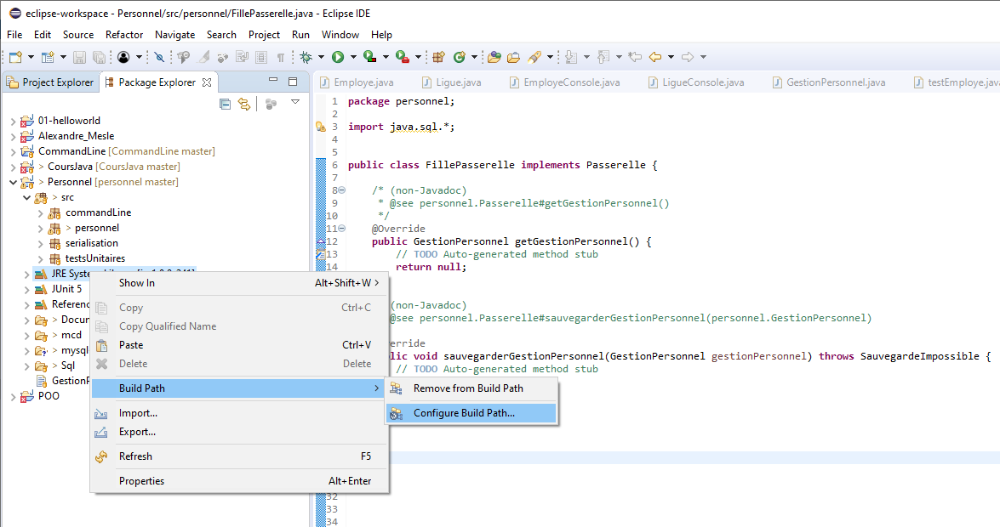 eclipse-workspace - Personnel/src/personnel/FillePasserelle.java - Eclipse IDE
File Edit Source Refactor Navigate Search Project Run Window Help
Project Explorer Package Explorer
Employe.java Ligue.java EmployeConsole.java LigueConsole.java GestionPersonnel.java testEmploye.jav
01-helloworld
Alexandre_Mesle
CommandLine [CommandLine master]
> CoursJava [CoursJava master]
> Personnel [personnel master]
> src
commandLine
> personnel
serialisation
testsUnitaires
JRE Syste
JUnit 5
Referenc
> Docun
> mcd
> mysql
> Sql
GestionP
POO
1 package personnel;
2
3 import java.sql.*;
4
5
6 public class FillePasserelle implements Passerelle {
7
8 /* (non-Javadoc)
9 * @see personnel.Passerelle#getGestionPersonnel()
10 */
11 @Override
12 public GestionPersonnel getGestionPersonnel() {
13 // TODO Auto-generated method stub
14 return null;
(non-Javadoc)
@see personnel.Passerelle#sauvegarderGestionPersonnel(personnel.GestionPersonnel)
erride
lic void sauvegarderGestionPersonnel(GestionPersonnel gestionPersonnel) throws SauvegardeImpossible {
// TODO Auto-generated method stub
32
33
34
Show In Alt+Shift+W >
Copy Ctrl+C
Copy Qualified Name
Paste Ctrl+V
Delete Delete
Build Path >
Import...
Export...
Refresh F5
Properties Alt+Enter
Remove from Build Path
Configure Build Path...